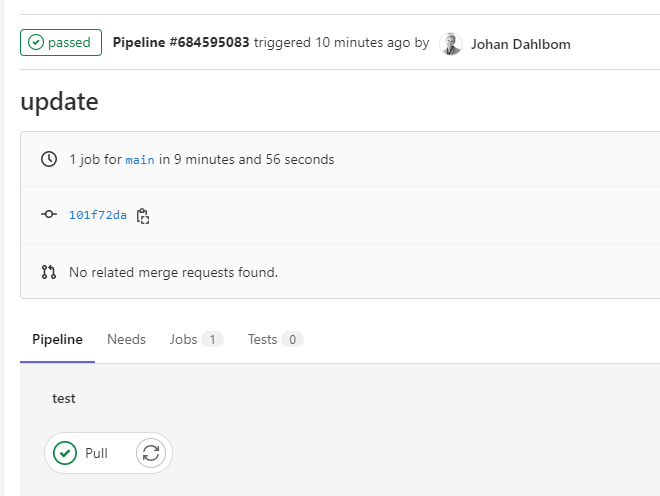 passed Pipeline #684595083 triggered 10 minutes ago by Johan Dahlbom
update
1 job for main in 9 minutes and 56 seconds
101f72da
No related merge requests found.
Pipeline Needs Jobs 1 Tests 0
test
Pull